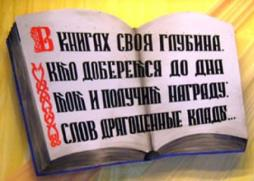 В КНИГАХ СВОЯ ГЛУБИНА.
КТО ДОБЕРЕТСЯ ДО ДНА
ТОТ И ПОЛУЧИТ НАГРАДУ:
СЛОВ ДРАГОЦЕННЫЕ КЛАДЫ...